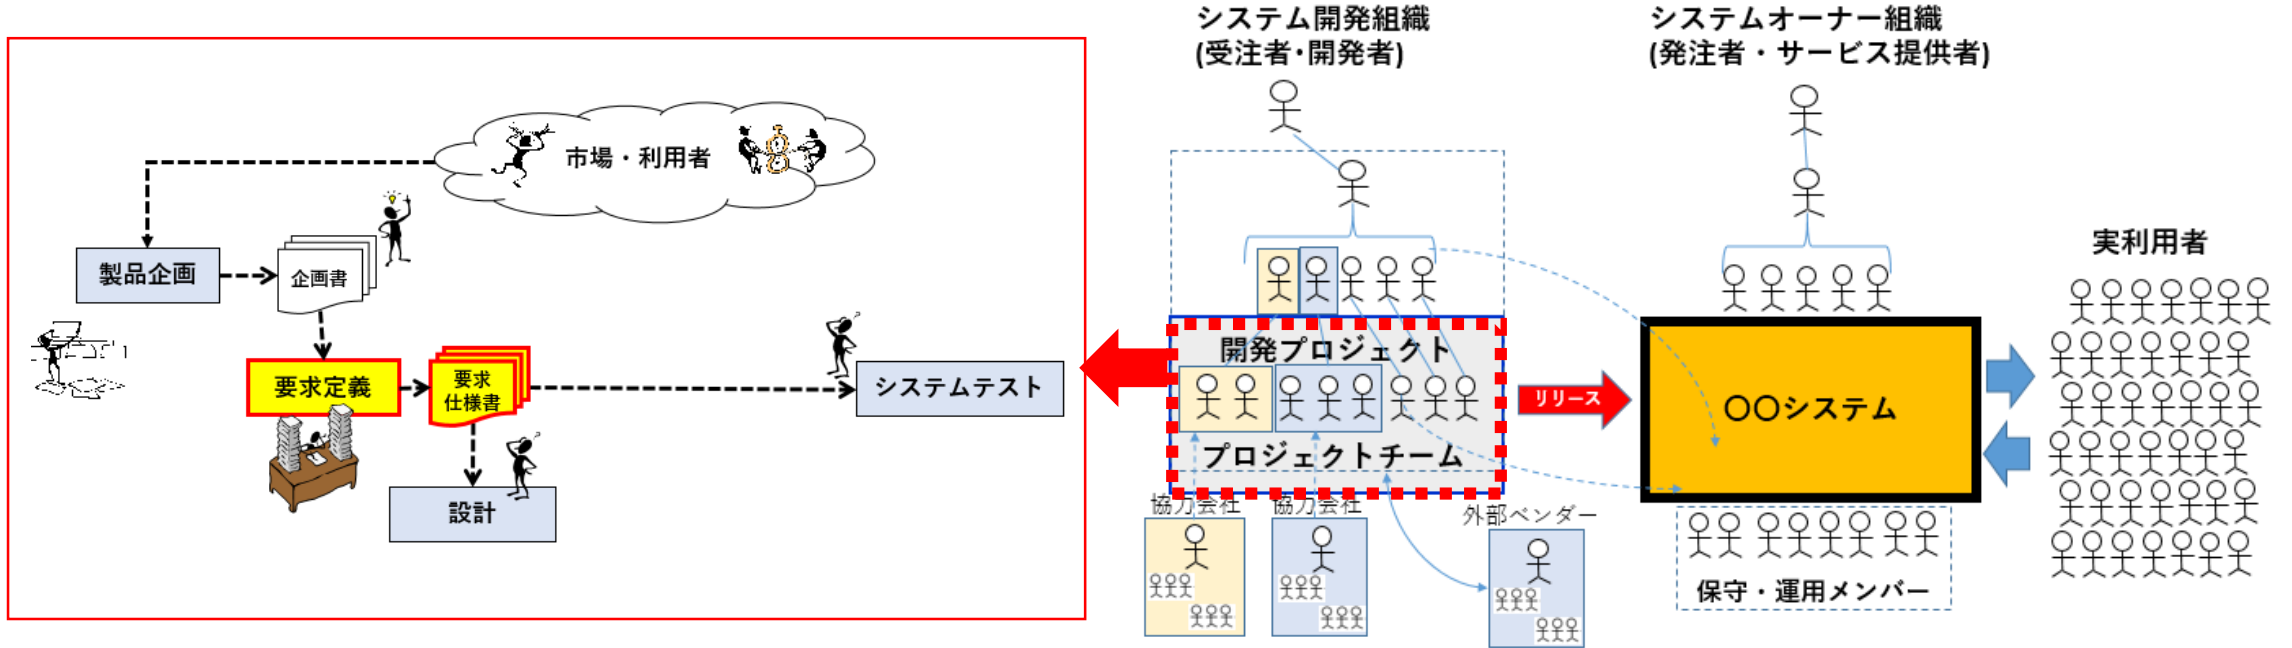 市場・利用者
製品企画
企画書
要求定義
要求
仕様書
システムテスト
設計
システム開発組織
(受注者・開発者)
開発プロジェクト
プロジェクトチーム
協力会社
協力会社
外部ベンダー
リリース
システムオーナー組織
(発注者・サービス提供者)
〇〇システム
保守・運用メンバー
実利用者